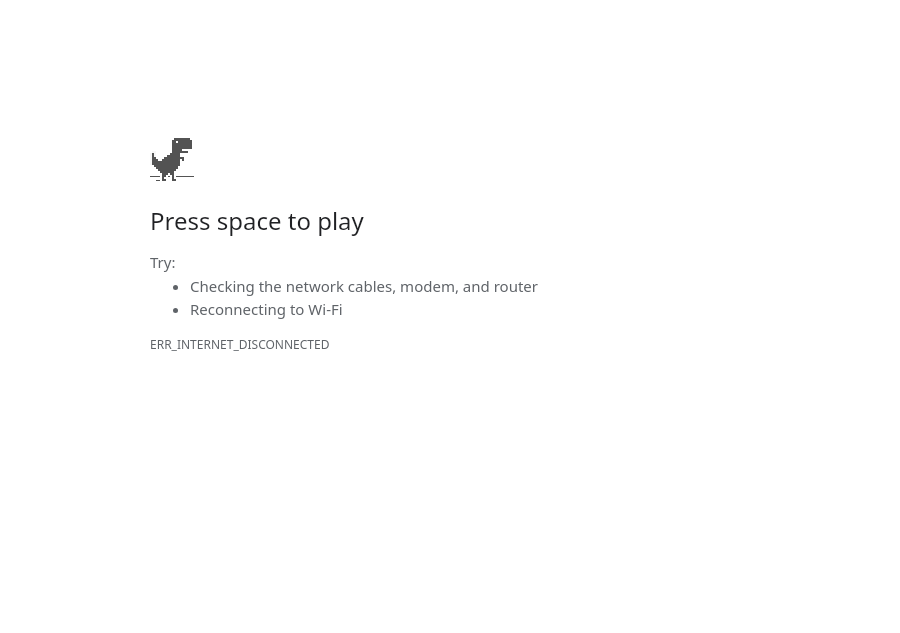 Press space to play
Try:
Checking the network cables, modem, and router
Reconnecting to Wi-Fi
ERR_INTERNET_DISCONNECTED